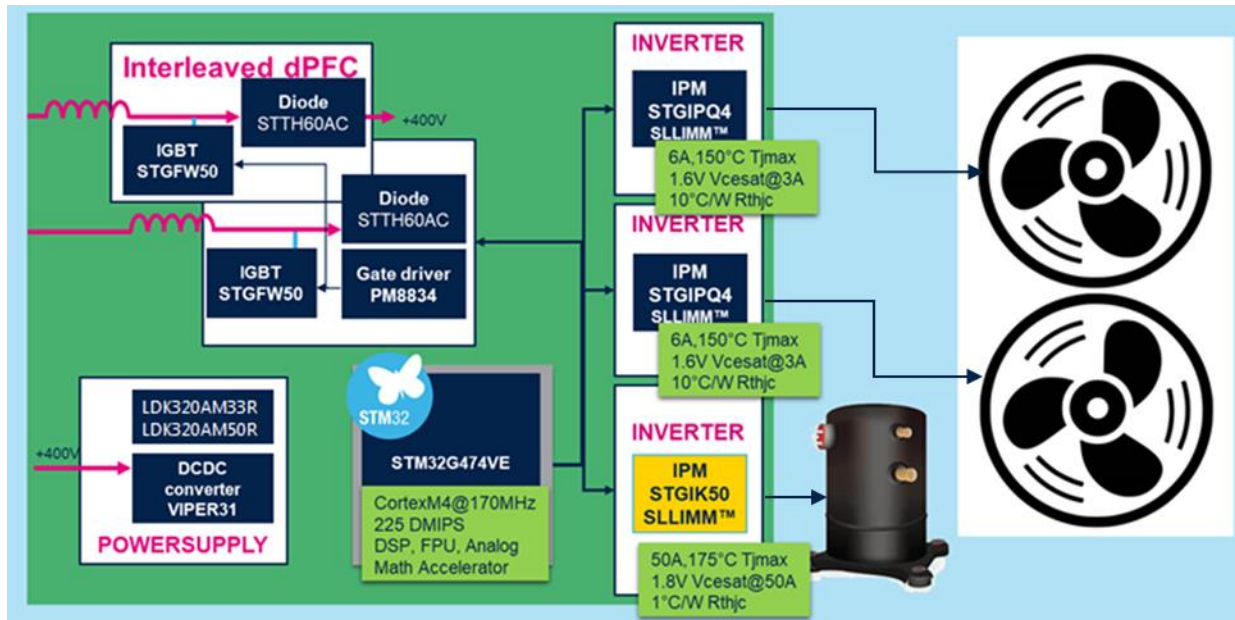 Interleaved dPFC
Diode
STTH60AC
+400V
IGBT
STGFW50
Diode
STTH60AC
IGBT
STGFW50
Gate driver
PM8834
LDK320AM33R
LDK320AM50R
+400V
DCDC
converter
VIPER31
POWERSUPPLY
STM32
STM32G474VE
CortexM4@170MHz
225 DMIPS
DSP, FPU, Analog
Math Accelerator
INVERTER
IPM
STGIPQ4
SLLIMM™
6A,150°C Tjmax
1.6V Vcesat@3A
10°C/W Rthjc
INVERTER
IPM
STGIPQ4
SLLIMM™
6A,150°C Tjmax
1.6V Vcesat@3A
10°C/W Rthjc
INVERTER
IPM
STGIK50
SLLIMM™
50A,175°C Tjmax
1.8V Vcesat@50A
1°C/W Rthjc